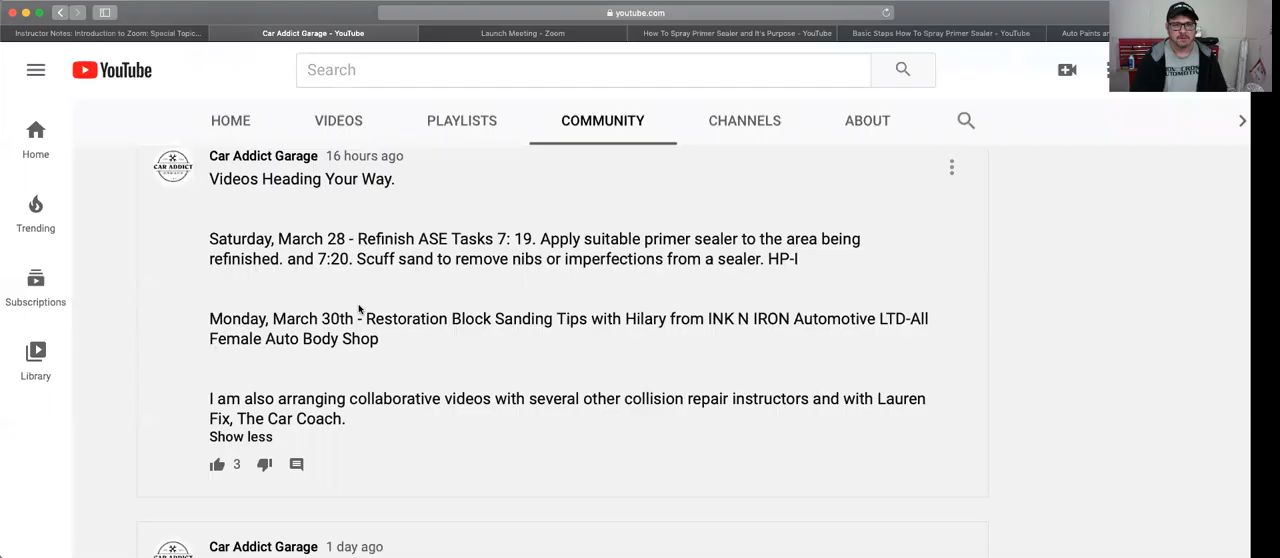 youtube.com
Instructor Notes: Introduction to Zoom: Special Topic...
Car Addict Garage - YouTube
Launch Meeting - Zoom
How To Spray Primer Sealer and It's Purpose - YouTube
Basic Steps How To Spray Primer Sealer - YouTube
Auto Paints an
YouTube
Search
HOME
VIDEOS
PLAYLISTS
COMMUNITY
CHANNELS
ABOUT
Home
Trending
Subscriptions
Library
CAR ADDICT
Car Addict Garage 16 hours ago
Videos Heading Your Way.
Saturday, March 28 - Refinish ASE Tasks 7: 19. Apply suitable primer sealer to the area being
refinished. and 7:20. Scuff sand to remove nibs or imperfections from a sealer. HP-I
Monday, March 30th - Restoration Block Sanding Tips with Hilary from INK N IRON Automotive LTD-All
Female Auto Body Shop
I am also arranging collaborative videos with several other collision repair instructors and with Lauren
Fix, The Car Coach.
Show less
3
Car Addict Garage 1 day ago